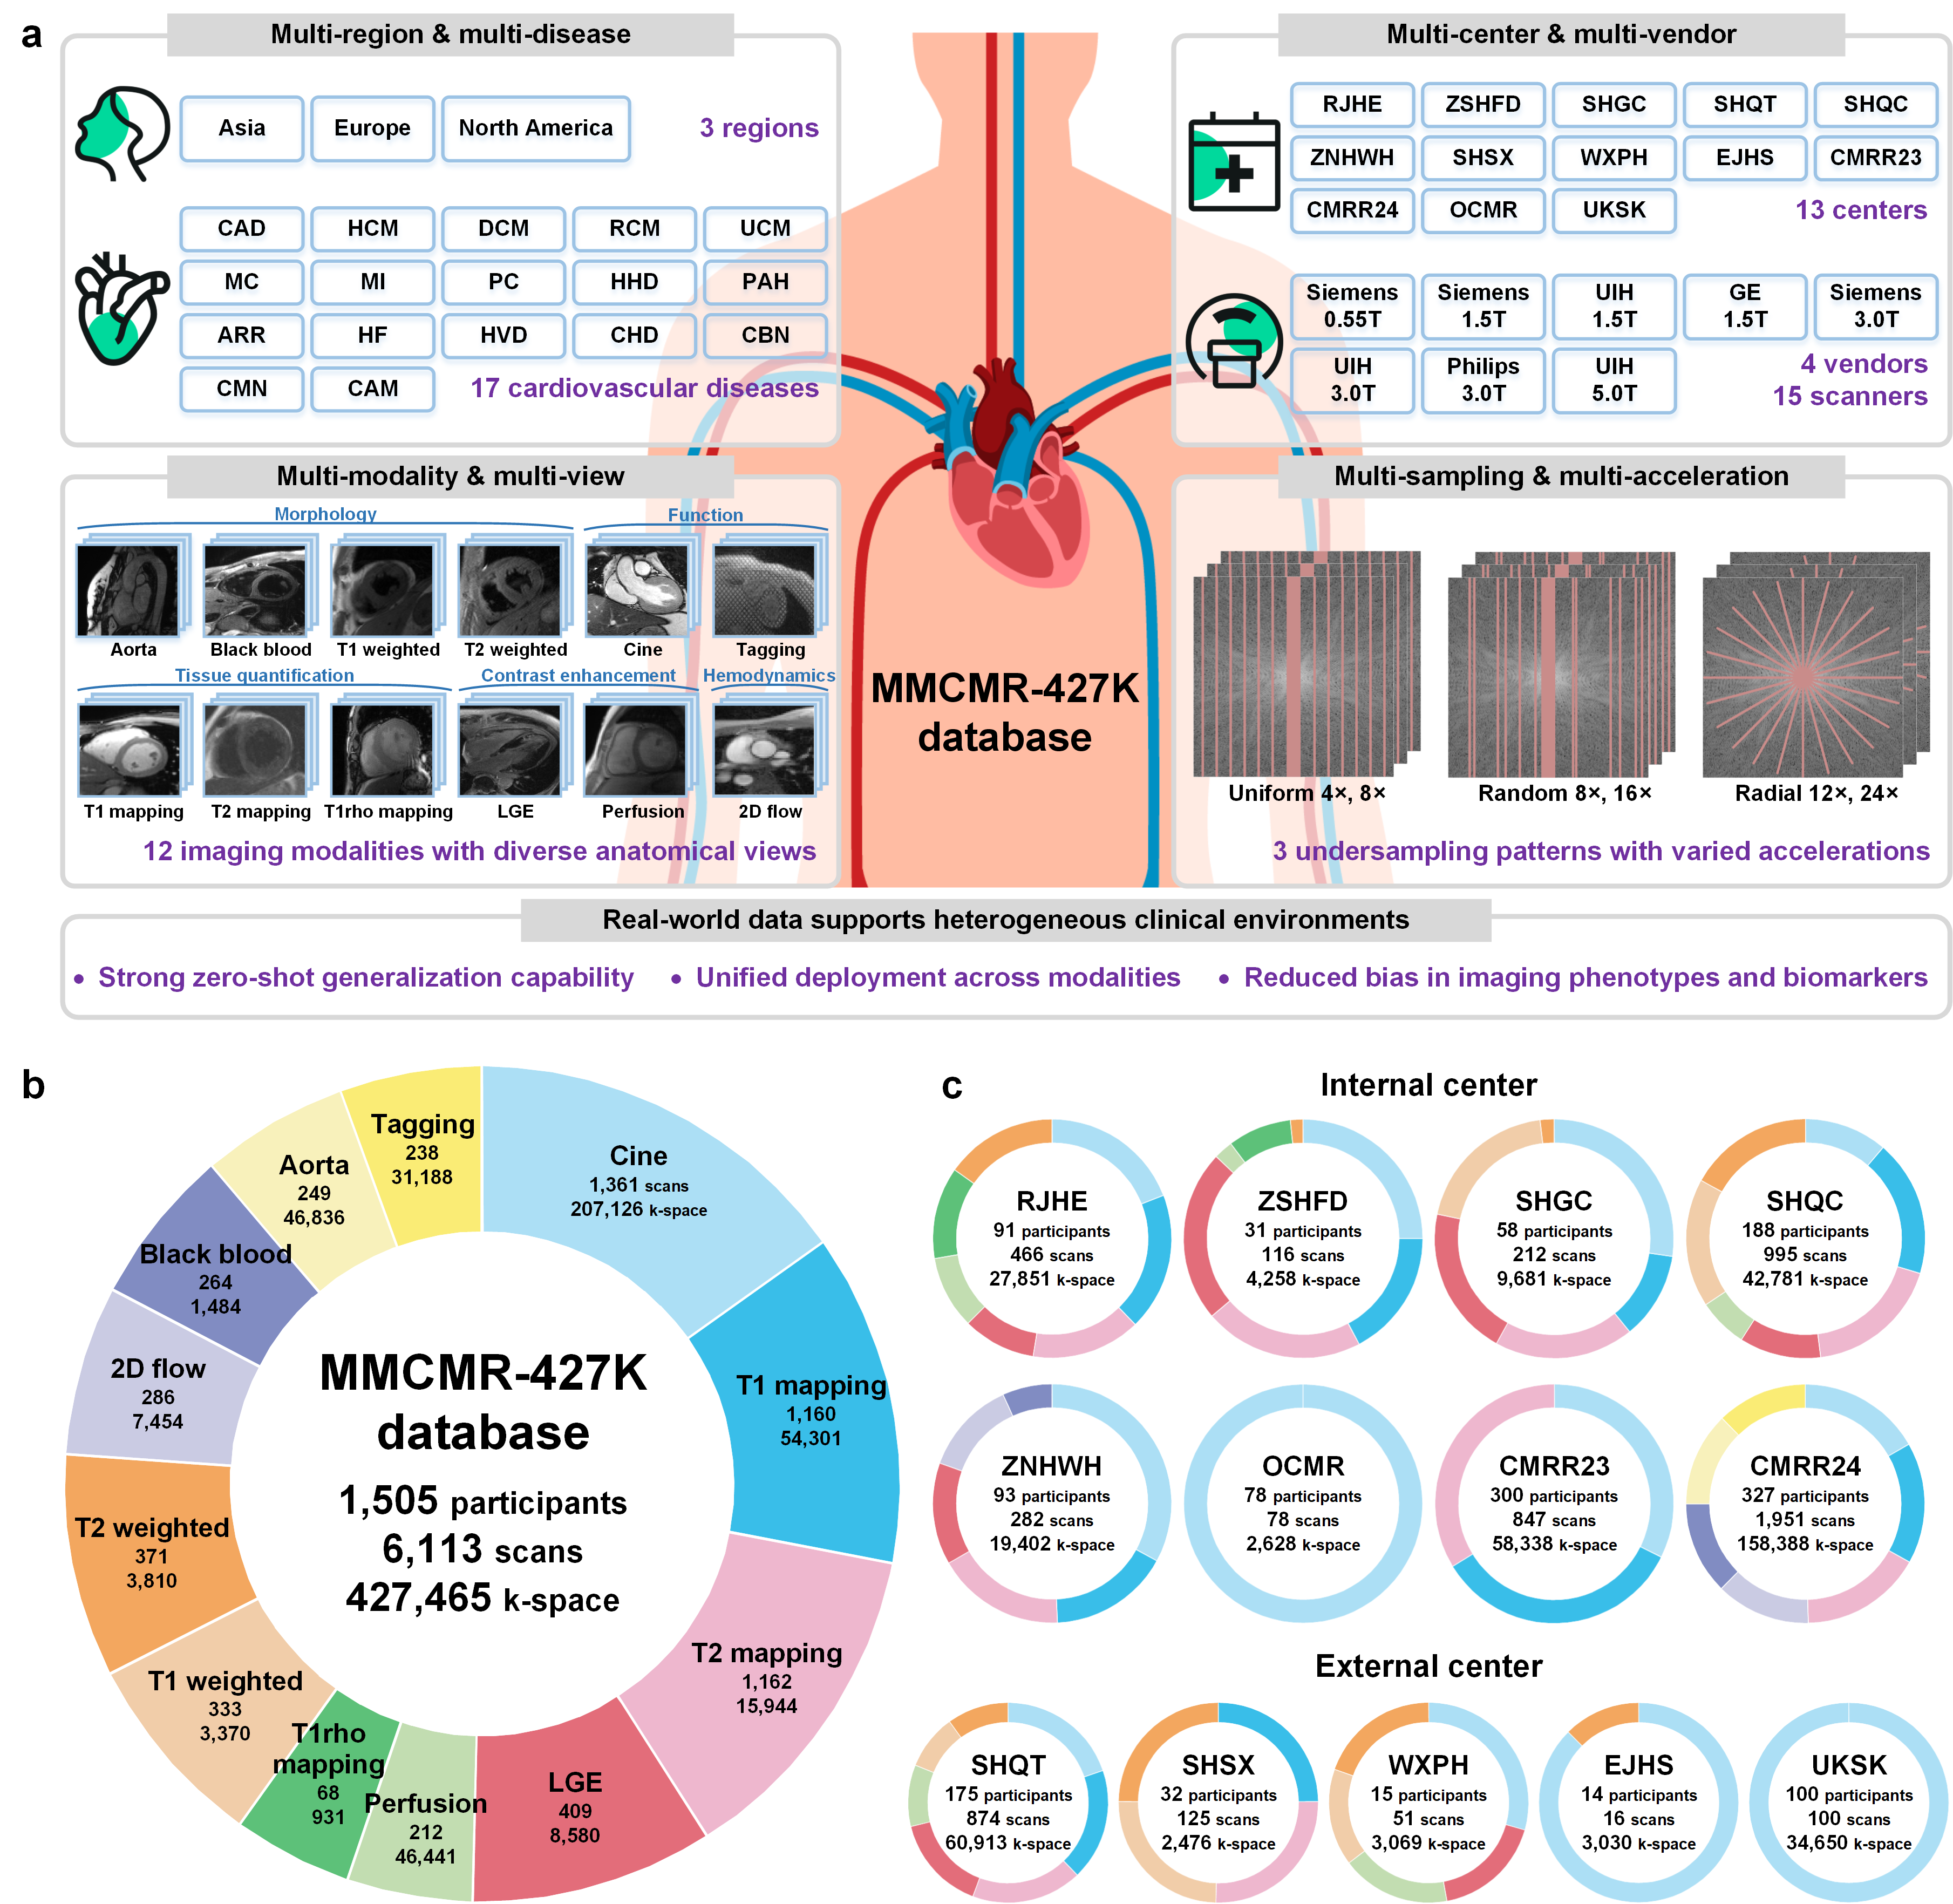 a
Multi-region & multi-disease
Asia
Europe
North America
3 regions
CAD
HCM
DCM
RCM
UCM
MC
MI
PC
HHD
PAH
ARR
HF
HVD
CHD
CBN
CMN
CAM
17 cardiovascular diseases
Multi-center & multi-vendor
RJHE
ZSHFD
SHGC
SHQT
SHQC
ZNHWH
SHSX
WXPH
EJHS
CMRR23
CMRR24
OCMR
UKSK
13 centers
Siemens
0.55T
Siemens
1.5T
UIH
1.5T
GE
1.5T
Siemens
3.0T
UIH
3.0T
Philips
3.0T
UIH
5.0T
4 vendors
15 scanners
Multi-modality & multi-view
Morphology
Function
Aorta
Black blood
T1 weighted
T2 weighted
Cine
Tagging
Tissue quantification
Contrast enhancement
Hemodynamics
T1 mapping
T2 mapping
T1rho mapping
LGE
Perfusion
2D flow
12 imaging modalities with diverse anatomical views
MMCMR-427K
database
Multi-sampling & multi-acceleration
Uniform 4×, 8×
Random 8×, 16×
Radial 12×, 24×
3 undersampling patterns with varied accelerations
Real-world data supports heterogeneous clinical environments
• Strong zero-shot generalization capability
• Unified deployment across modalities
• Reduced bias in imaging phenotypes and biomarkers
b
Cine
1,361 scans
207,126 k-space
T1 mapping
1,160
54,301
T2 mapping
1,162
15,944
LGE
409
8,580
Perfusion
212
46,441
T1rho
mapping
68
931
T1 weighted
333
3,370
T2 weighted
371
3,810
2D flow
286
7,454
Black blood
264
1,484
Aorta
249
46,836
Tagging
238
31,188
MMCMR-427K
database
1,505 participants
6,113 scans
427,465 k-space
c
Internal center
RJHE
91 participants
466 scans
27,851 k-space
ZSHFD
31 participants
116 scans
4,258 k-space
SHGC
58 participants
212 scans
9,681 k-space
SHQC
188 participants
995 scans
42,781 k-space
ZNHWH
93 participants
282 scans
19,402 k-space
OCMR
78 participants
78 scans
2,628 k-space
CMRR23
300 participants
847 scans
58,338 k-space
CMRR24
327 participants
1,951 scans
158,388 k-space
External center
SHQT
175 participants
874 scans
60,913 k-space
SHSX
32 participants
125 scans
2,476 k-space
WXPH
15 participants
51 scans
3,069 k-space
EJHS
14 participants
16 scans
3,030 k-space
UKSK
100 participants
100 scans
34,650 k-space